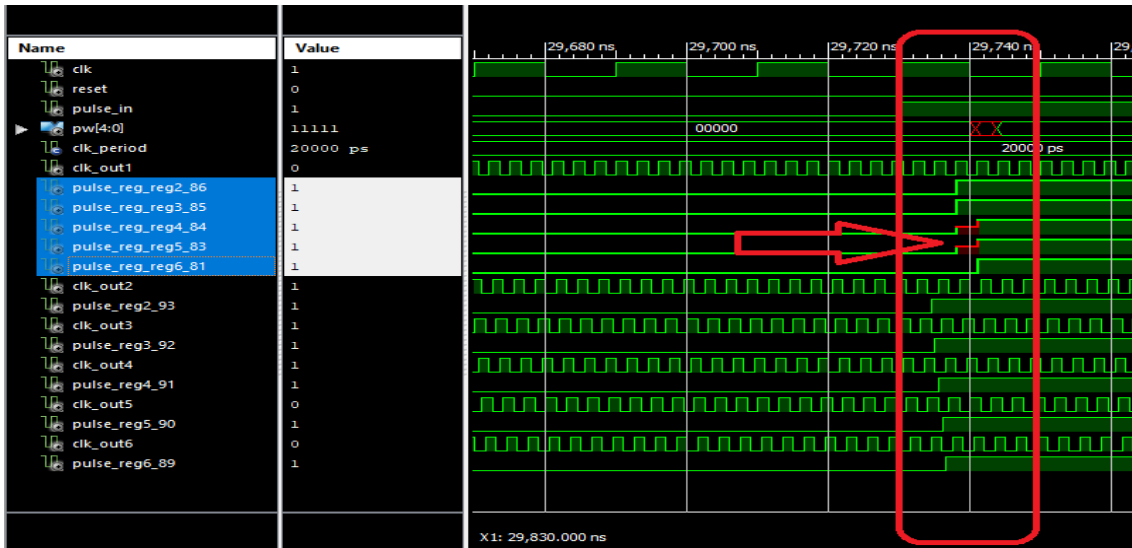 Name Value
29,680 ns 29,700 ns 29,720 ns 29,740 n 29,
clk 1
reset 0
pulse_in 1
pw[4:0] 11111 00000
clk_period 20000 ps 20000 ps
clk_out1 0
pulse_reg_reg2_86 1
pulse_reg_reg3_85 1
pulse_reg_reg4_84 1
pulse_reg_reg5_83 1
pulse_reg_reg6_81 1
clk_out2 1
pulse_reg2_93 1
clk_out3 1
pulse_reg3_92 1
clk_out4 1
pulse_reg4_91 1
clk_out5 0
pulse_reg5_90 1
clk_out6 0
pulse_reg6_89 1
X1: 29,830.000 ns